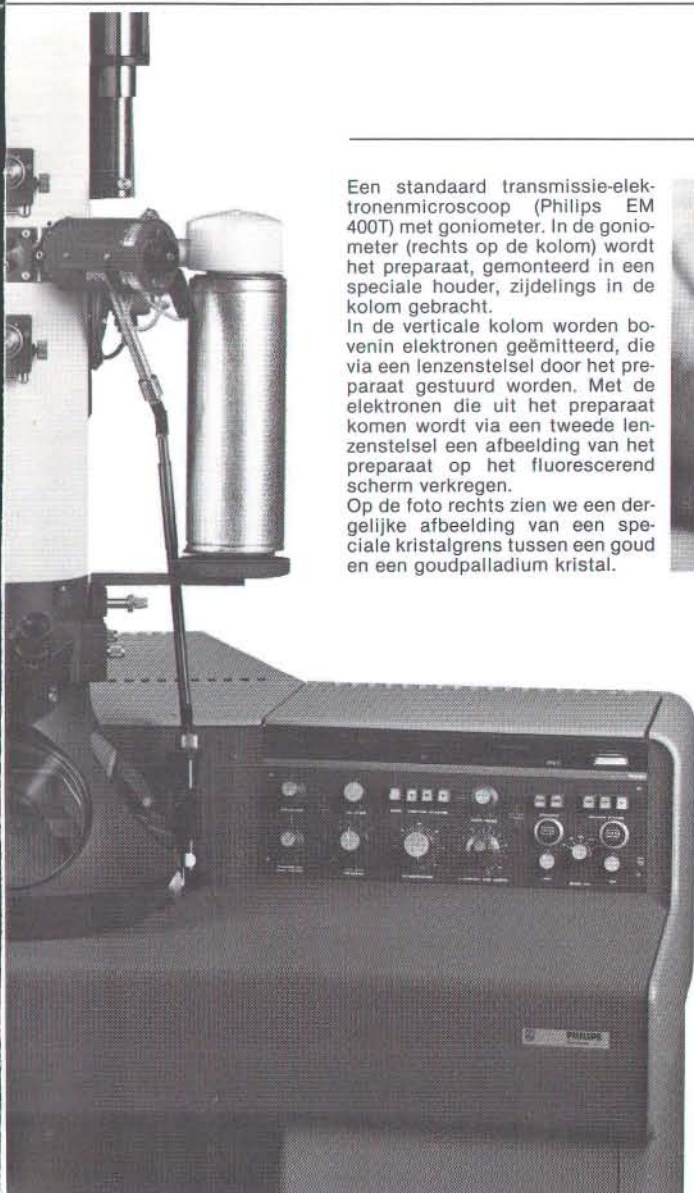 Een standaard transmissie-elek-
tronenmicroscoop (Philips EM
400T) met goniometer. In de gonio-
meter (rechts op de kolom) wordt
het preparaat, gemonteerd in een
speciale houder, zijdelings in de
kolom gebracht.
In de verticale kolom worden bo-
venin elektronen geëmitteerd, die
via een lenzenstelsel door het pre-
paraat gestuurd worden. Met de
elektronen die uit het preparaat
komen wordt via een tweede len-
zenstelsel een afbeelding van het
preparaat op het fluorescerend
scherm verkregen.
Op de foto rechts zien we een der-
gelijke afbeelding van een spe-
ciale kristalgrens tussen een goud
en een goudpalladium kristal.
PHILIPS